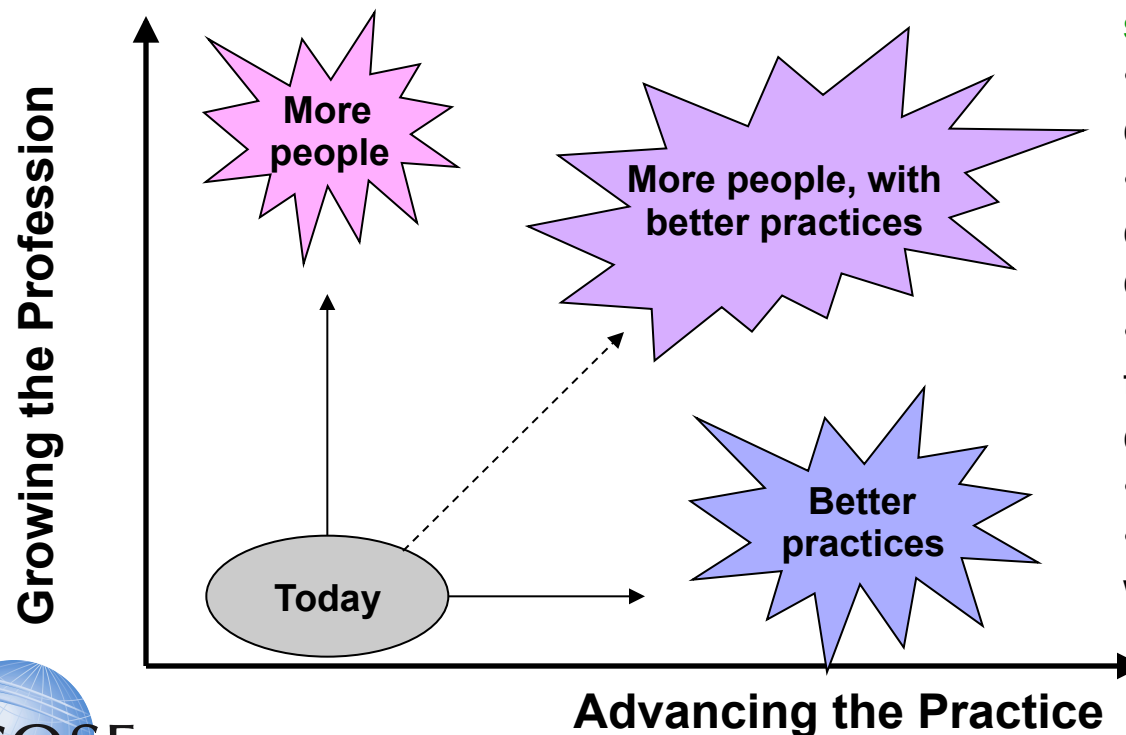 Growing the Profession
More
people
More people, with
better practices
Better
practices
Today
Advancing the Practice